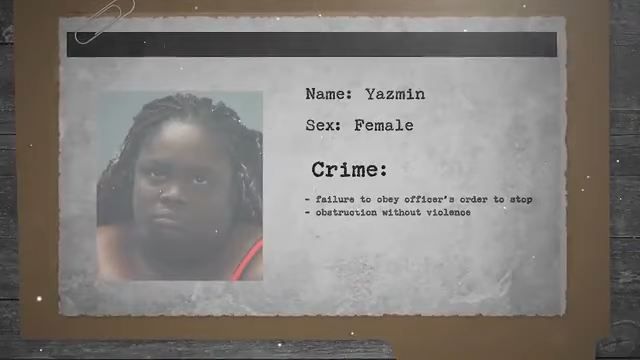 Name: Yazmin
Sex: Female
Crime:
- failure to obey officer's order to stop
- obstruction without violence